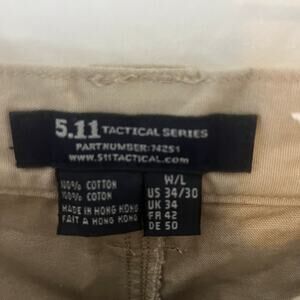 5.11 TACTICAL SERIES
PART NUMBER: 74251
www.511TACTICAL.com
100% COTTON
100% COTON
MADE IN HONG KONG
FAIT A HONG KONG
W/L
US 34/30
UK 34
FR 42
DE 50